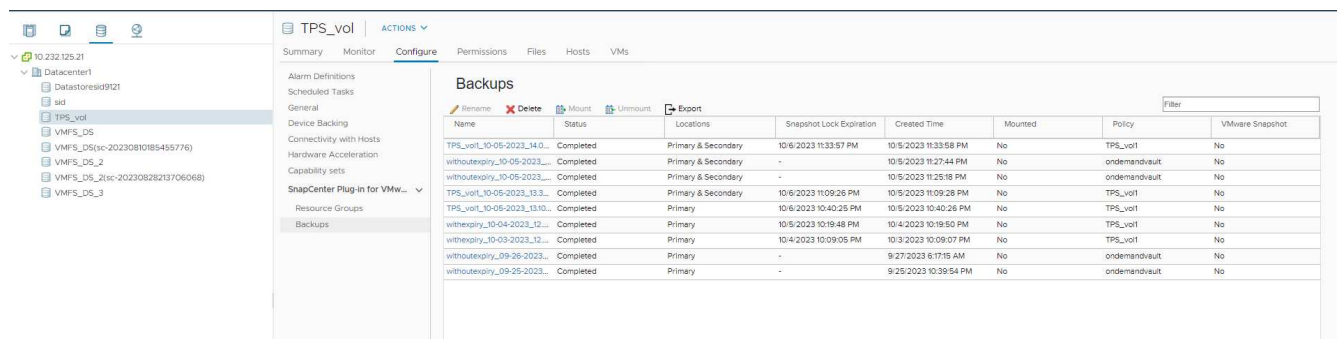 TPS_vol ACTIONS
Summary Monitor Configure Permissions Files Hosts VMs
10.232.125.21
Datacenter1
Datastoresid9121
sid
TPS_vol
VMFS_DS
VMFS_DS(sc-20230810185455776)
VMFS_DS_2
VMFS_DS_2(sc-20230828213706068)
VMFS_DS_3
Alarm Definitions
Scheduled Tasks
General
Device Backing
Connectivity with Hosts
Hardware Acceleration
Capability sets
SnapCenter Plug-in for VMw...
Resource Groups
Backups
Backups
Rename Delete Mount Unmount Export Filter
Name Status Locations Snapshot Lock Expiration Created Time Mounted Policy VMware Snapshot
TPS_vol1_10-05-2023_14.0... Completed Primary & Secondary 10/6/2023 11:33:57 PM 10/5/2023 11:33:58 PM No TPS_vol1 No
withoutexpiry_10-05-2023_... Completed Primary & Secondary - 10/5/2023 11:27:44 PM No ondemandvault No
withoutexpiry_10-05-2023_... Completed Primary - 10/5/2023 11:25:18 PM No ondemandvault No
TPS_vol1_10-05-2023_13.3... Completed Primary & Secondary 10/6/2023 11:09:26 PM 10/5/2023 11:09:28 PM No TPS_vol1 No
TPS_vol1_10-05-2023_13.10... Completed Primary 10/6/2023 10:40:25 PM 10/5/2023 10:40:26 PM No TPS_vol1 No
withexpiry_10-04-2023_12.... Completed Primary 10/5/2023 10:19:48 PM 10/4/2023 10:19:50 PM No TPS_vol1 No
withexpiry_10-03-2023_12.... Completed Primary 10/4/2023 10:09:05 PM 10/3/2023 10:09:07 PM No TPS_vol1 No
withoutexpiry_09-26-2023... Completed Primary - 9/27/2023 6:17:15 AM No ondemandvault No
withoutexpiry_09-25-2023... Completed Primary - 9/25/2023 10:39:54 PM No ondemandvault No